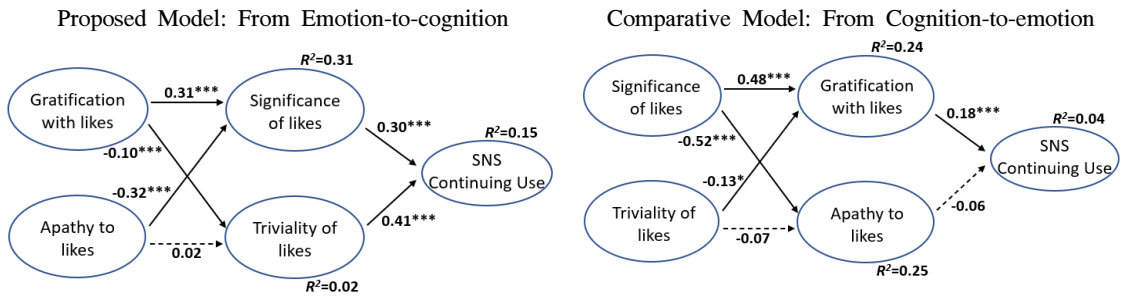 Proposed Model: From Emotion-to-cognition
R²=0.31
Gratification
with likes
0.31***
Significance
of likes
-0.10***
0.30***
R²=0.15
SNS
Continuing Use
-0.32***
Apathy to
likes
0.02
Triviality of
likes
0.41***
R²=0.02
Comparative Model: From Cognition-to-emotion
R²=0.24
Significance
of likes
0.48***
Gratification
with likes
-0.52***
0.18***
R²=0.04
SNS
Continuing Use
-0.13*
Triviality of
likes
-0.07
Apathy to
likes
-0.06
R²=0.25